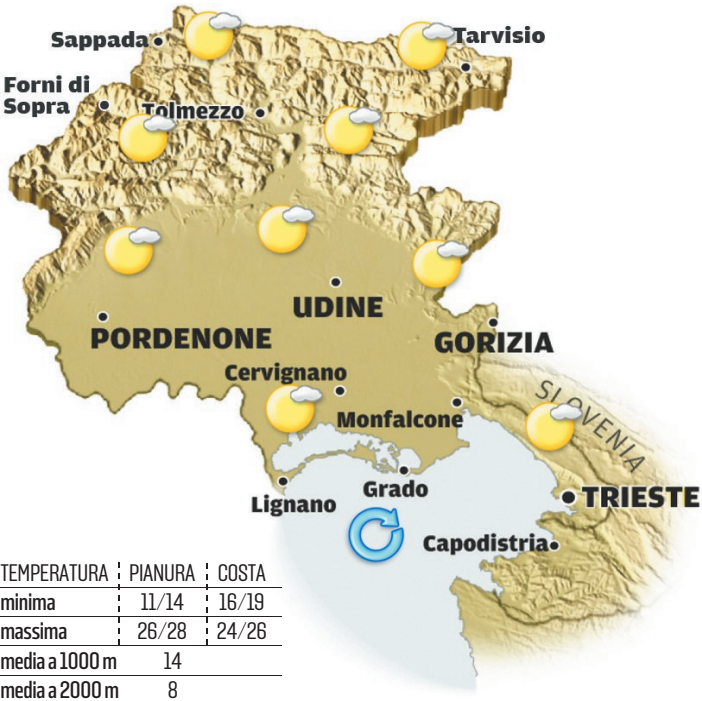 Sappada
Tarvisio
Forni di
Sopra
Tolmezzo
UDINE
PORDENONE
GORIZIA
Cervignano
SLOVENIA
Monfalcone
Grado
Lignano
TRIESTE
Capodistria
TEMPERATURA PIANURA COSTA
minima 11/14 16/19
massima 26/28 24/26
media a 1000 m 14
media a 2000 m 8